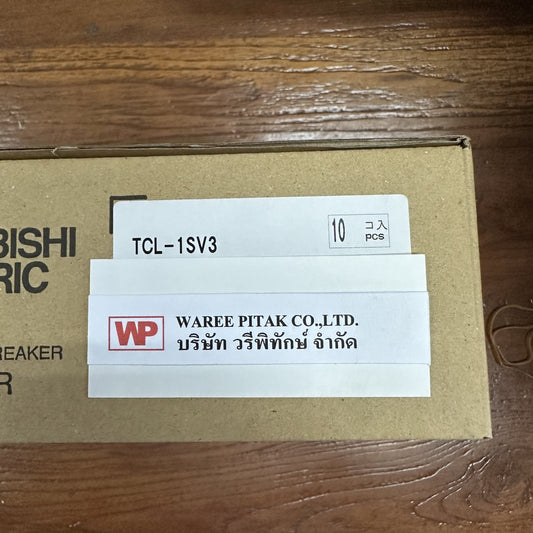 BISHI
RIC
REAKER
R
TCL-1SV3
10 コ入
pcs
WP
WAREE PITAK CO.,LTD.
บริษัท วรีพิทักษ์ จำกัด